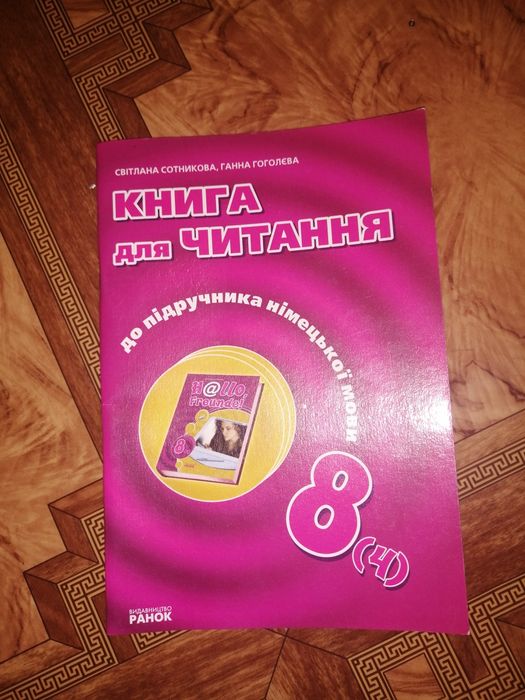 СВІТЛАНА СОТНИКОВА, ГАННА ГОГОЛЄВА
КНИГА
для ЧИТАННЯ
до підручника німецької мови
H@llo,
Freunde!
8
8(4)
ВИДАВНИЦТВО
РАНОК